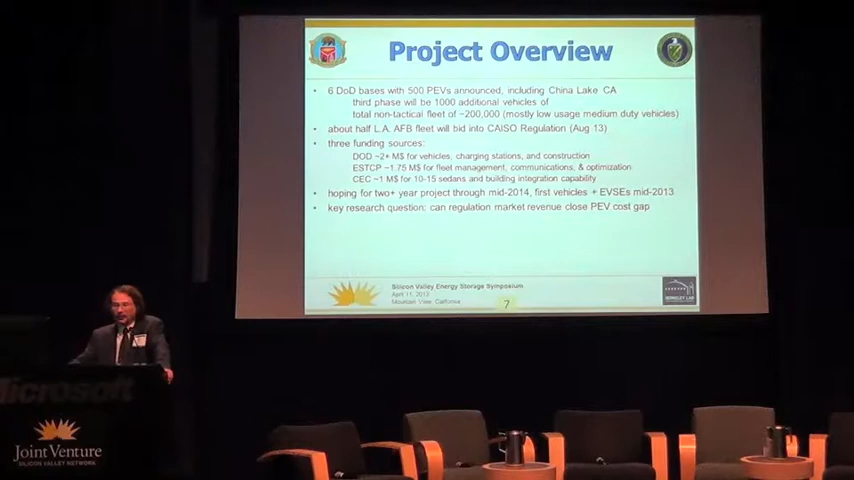 Project Overview
• 6 DoD bases with 500 PEVs announced, including China Lake CA
third phase will be 1000 additional vehicles of
total non-tactical fleet of ~200,000 (mostly low usage medium duty vehicles)
• about half L.A. AFB fleet will bid into CAISO Regulation (Aug 13)
• three funding sources:
DOD ~2+ M$ for vehicles, charging stations, and construction
ESTCP ~1.75 M$ for fleet management, communications, & optimization
CEC ~1 M$ for 10-15 sedans and building integration capability
• hoping for two+ year project through mid-2014, first vehicles + EVSEs mid-2013
• key research question: can regulation market revenue close PEV cost gap
Silicon Valley Energy Storage Symposium
April 11, 2013
Mountain View, California
7
BERKELEY LAB
Microsoft
Joint Venture
SILICON VALLEY NETWORK